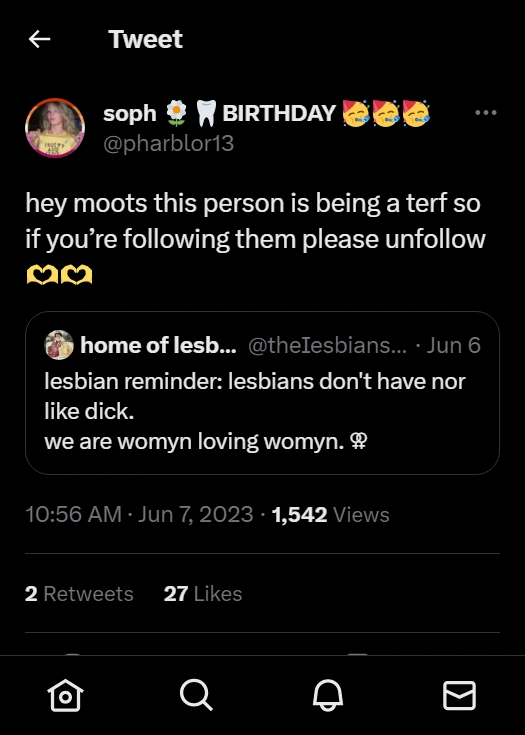 Tweet
soph 🌼🦷 BIRTHDAY 🥳🥳🥳
@pharblor13
hey moots this person is being a terf so
if you’re following them please unfollow
🫶🫶
home of lesb... @theIesbians... · Jun 6
lesbian reminder: lesbians don't have nor
like dick.
we are womyn loving womyn. ⚢
10:56 AM · Jun 7, 2023 · 1,542 Views
2 Retweets 27 Likes